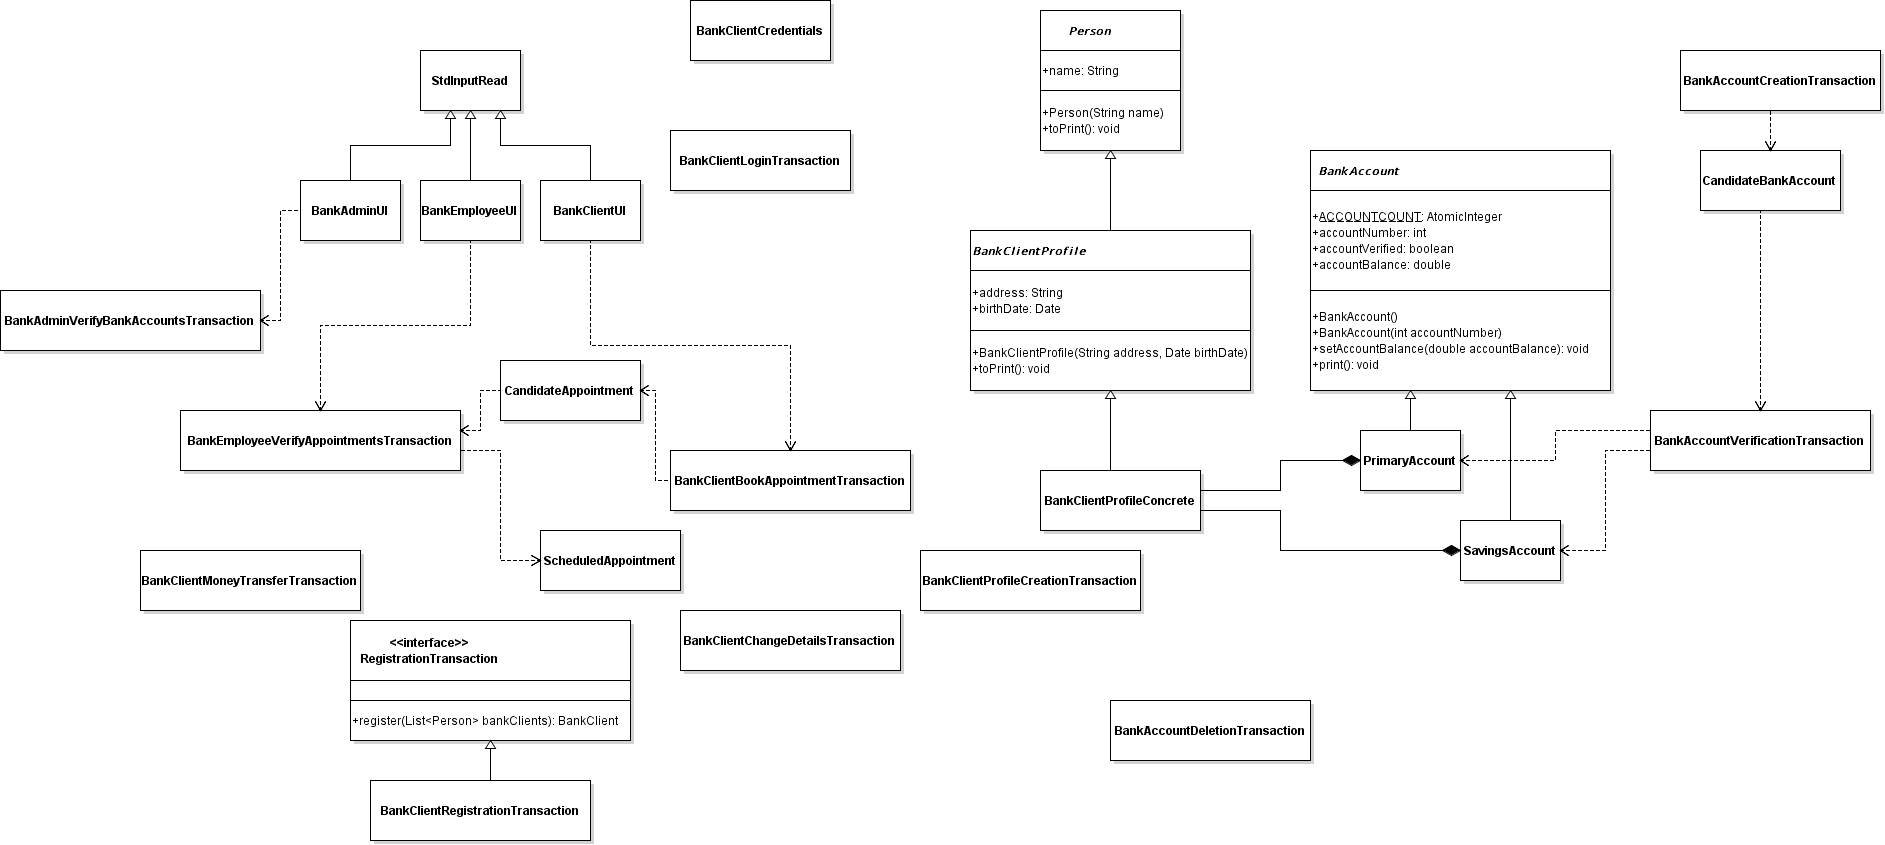 BankClientCredentials
StdInputRead
BankClientLoginTransaction
BankAdminUI
BankEmployeeUI
BankClientUI
BankAdminVerifyBankAccountsTransaction
CandidateAppointment
BankEmployeeVerifyAppointmentsTransaction
BankClientBookAppointmentTransaction
ScheduledAppointment
BankClientMoneyTransferTransaction
<<interface>>
RegistrationTransaction
+register(List<Person> bankClients): BankClient
BankClientRegistrationTransaction
BankClientChangeDetailsTransaction
Person
+name: String
+Person(String name)
+toPrint(): void
BankClientProfile
+address: String
+birthDate: Date
+BankClientProfile(String address, Date birthDate)
+toPrint(): void
BankClientProfileConcrete
BankClientProfileCreationTransaction
BankAccountDeletionTransaction
BankAccount
+ACCOUNTCOUNT: AtomicInteger
+accountNumber: int
+accountVerified: boolean
+accountBalance: double
+BankAccount()
+BankAccount(int accountNumber)
+setAccountBalance(double accountBalance): void
+print(): void
PrimaryAccount
SavingsAccount
BankAccountCreationTransaction
CandidateBankAccount
BankAccountVerificationTransaction